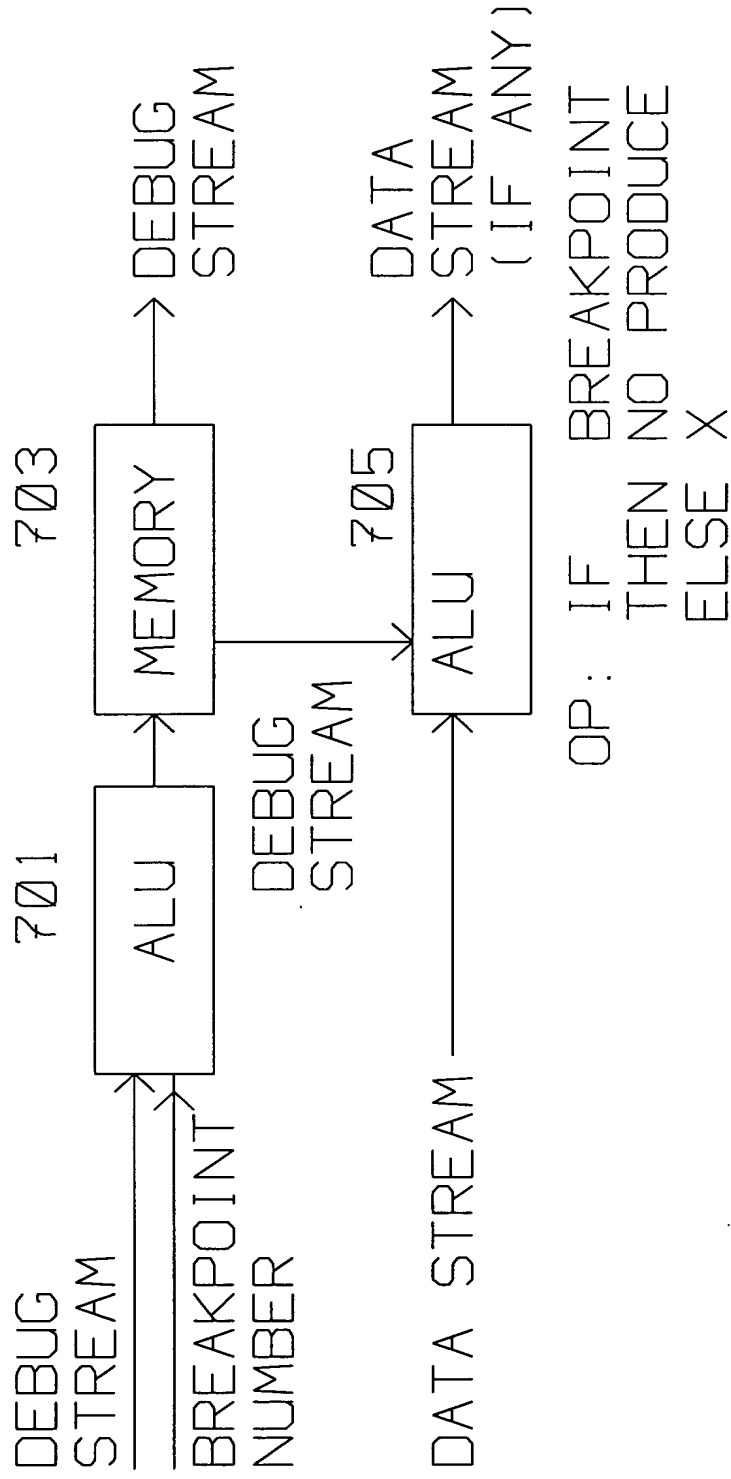 DEBUG
STREAM
BREAKPOINT
NUMBER
701
ALU
703
MEMORY
DEBUG
STREAM
DEBUG
STREAM
DATA STREAM
705
ALU
DATA
STREAM
(IF ANY)
OP: IF BREAKPOINT
THEN NO PRODUCE
ELSE X